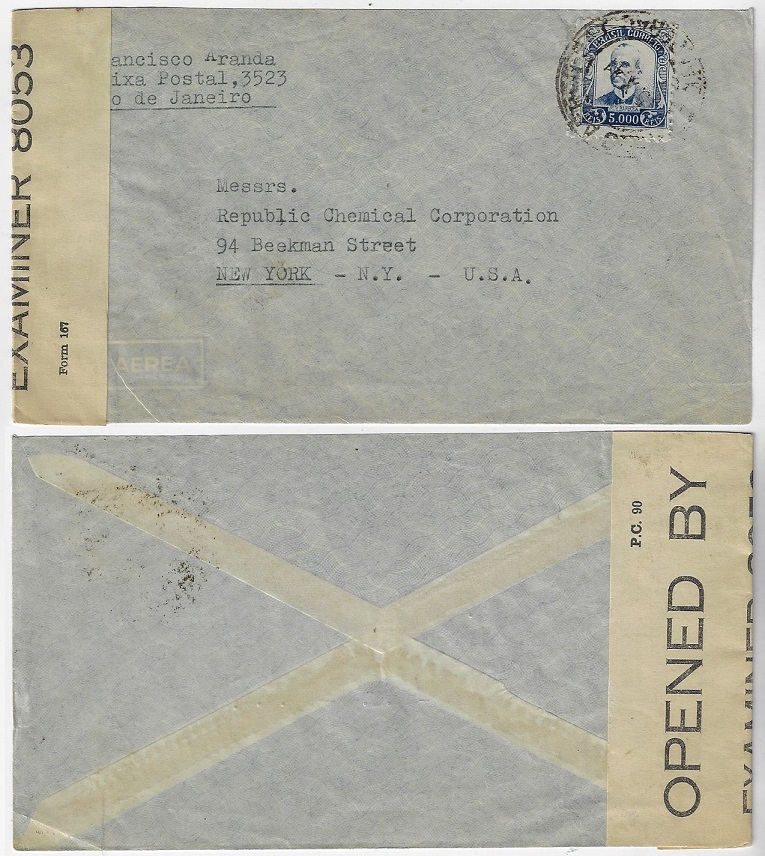 EXAMINER 8053
Form 167
ancisco Aranda
ixa Postal,3523
o de Janeiro
BRASIL CORREIO
5.000
Messrs.
Republic Chemical Corporation
94 Beekman Street
NEW YORK - N.Y. - U.S.A.
AEREA
P.C. 90
OPENED BY
EXAMINER